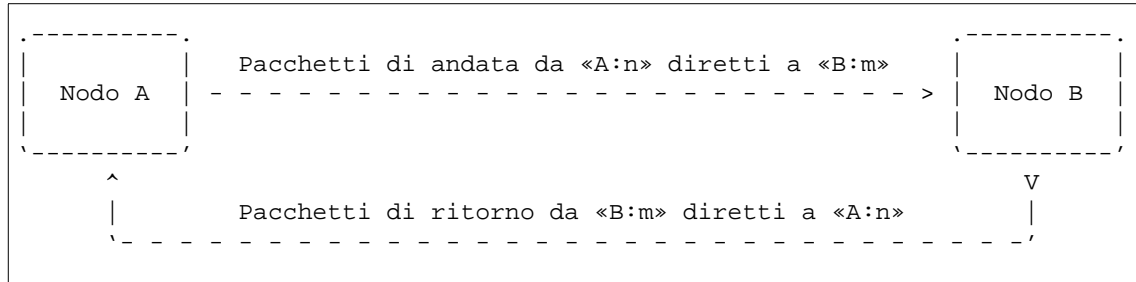 Pacchetti di andata da «A:n» diretti a «B:m»
Nodo A
Nodo B
Pacchetti di ritorno da «B:m» diretti a «A:n»